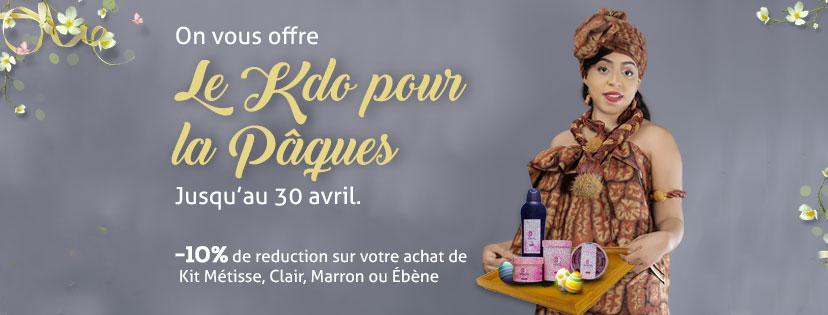 On vous offre
Le Kdo pour
la Pâques
Jusqu'au 30 avril.
-10% de reduction sur votre achat de
Kit Métisse, Clair, Marron ou Ébène